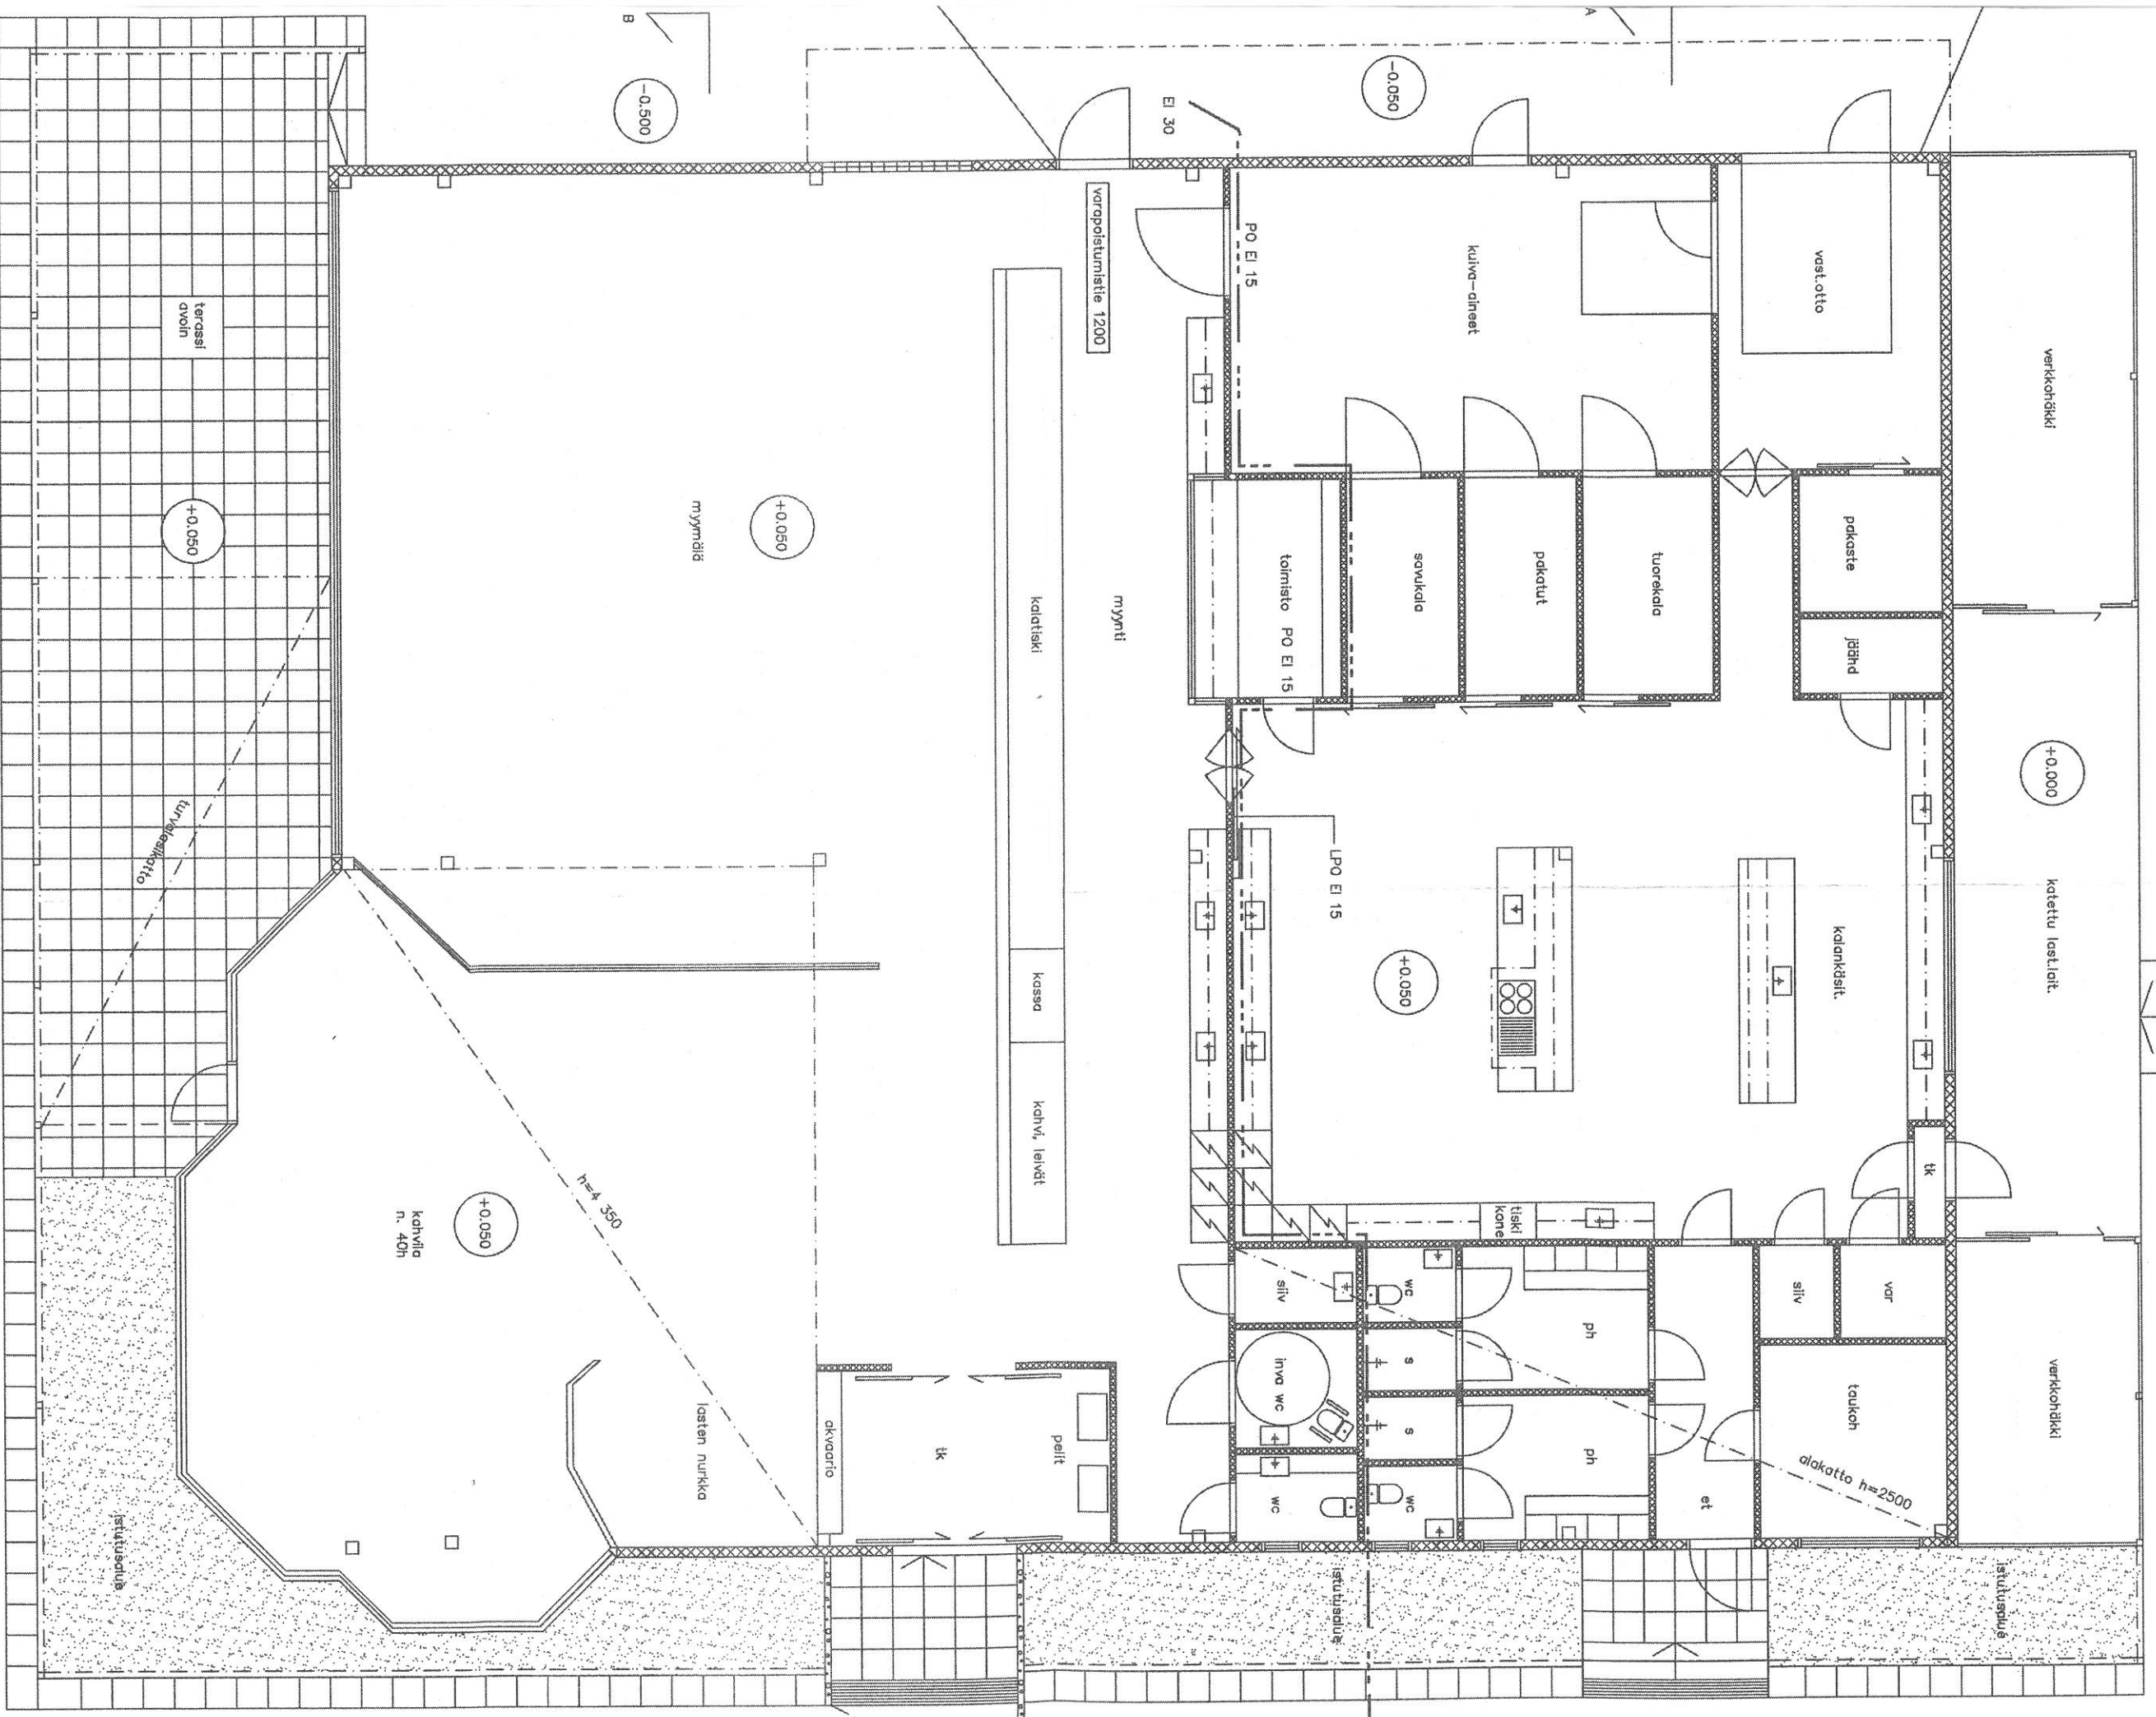 B
A
-0.500
-0.050
EI 30
PO EI 15
varapoistumistie 1200
kuiva-aineet
vast.otto
verkkohäkki
terassi
avoin
+0.050
myymälä
+0.050
kalatiski
myynti
toimisto PO EI 15
savukala
pakatut
tuorekala
pakaste
jäähd
+0.000
katettu last.lait.
turvalasikatto
LPO EI 15
+0.050
kalankäsit.
kassa
kahvi, leivät
tk
h=4 350
+0.050
kahvila
n. 40h
tiski
kone
siiv
wc
ph
siiv
var
inva wc
s
s
ph
taukoh
verkkohäkki
alakatto h=2500
lasten nurkka
akvaario
tk
pelit
wc
wc
et
istutusalue
istutusalue
istutusalue